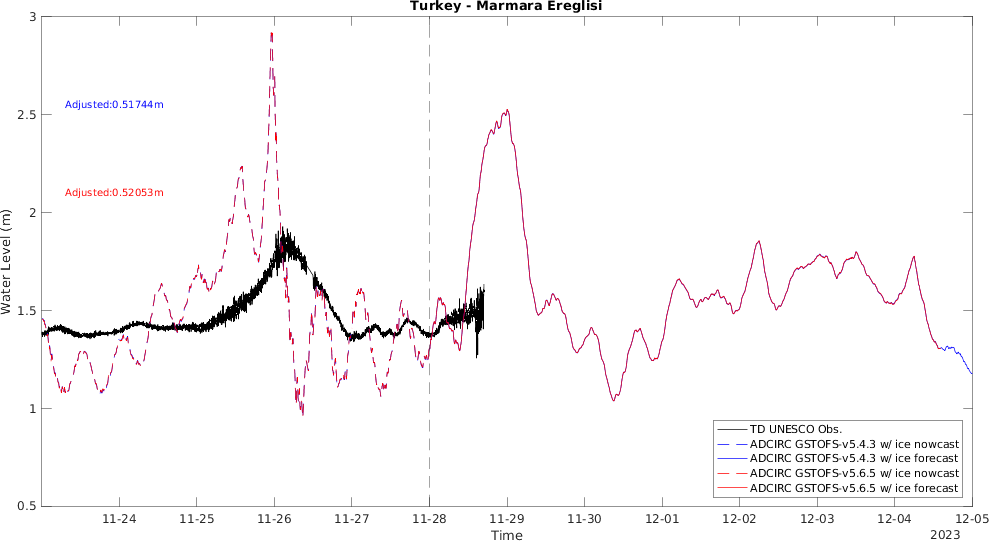 Turkey - Marmara Ereglisi
3
2.5
2
1.5
1
0.5
Water Level (m)
Adjusted:0.51744m
Adjusted:0.52053m
TD UNESCO Obs.
ADCIRC GSTOFS-v5.4.3 w/ ice nowcast
ADCIRC GSTOFS-v5.4.3 w/ ice forecast
ADCIRC GSTOFS-v5.6.5 w/ ice nowcast
ADCIRC GSTOFS-v5.6.5 w/ ice forecast
11-24 11-25 11-26 11-27 11-28 11-29 11-30 12-01 12-02 12-03 12-04 12-05
Time
2023